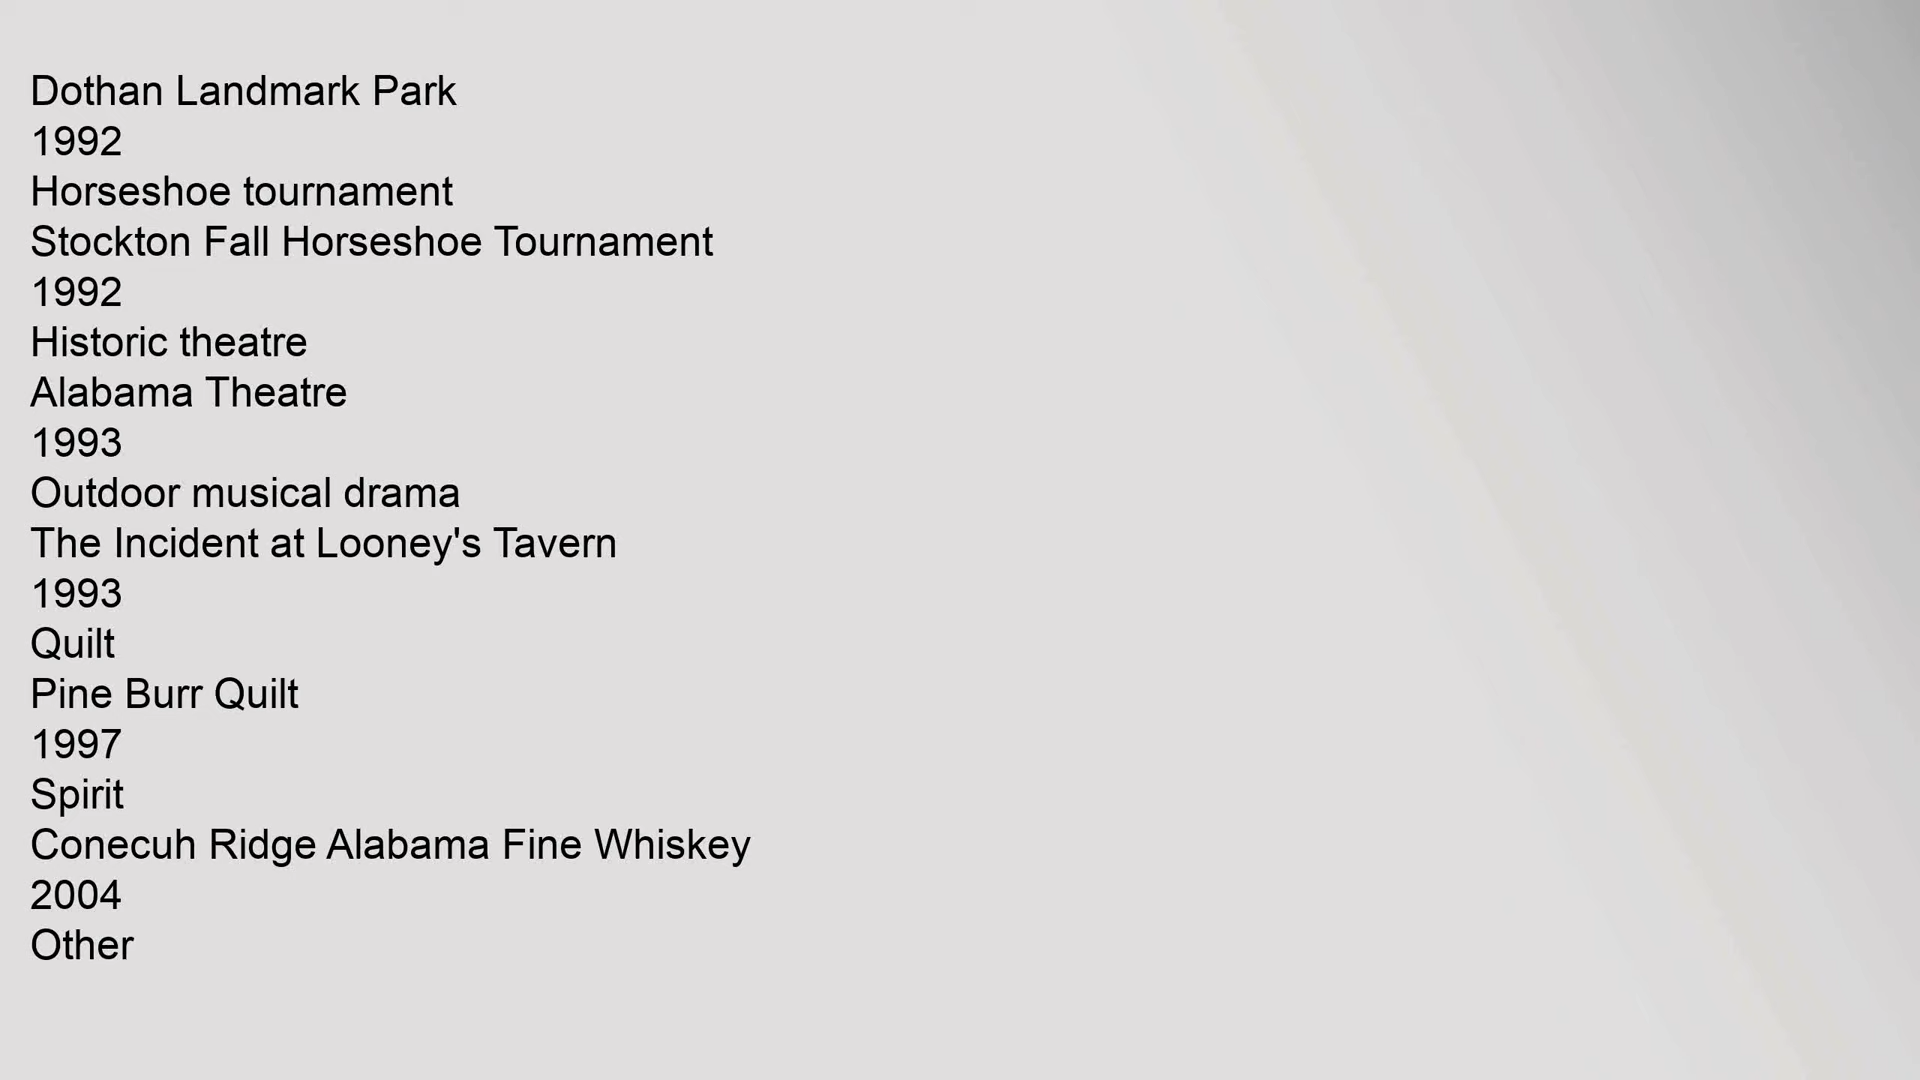 Dothan Landmark Park
1992
Horseshoe tournament
Stockton Fall Horseshoe Tournament
1992
Historic theatre
Alabama Theatre
1993
Outdoor musical drama
The Incident at Looney's Tavern
1993
Quilt
Pine Burr Quilt
1997
Spirit
Conecuh Ridge Alabama Fine Whiskey
2004
Other